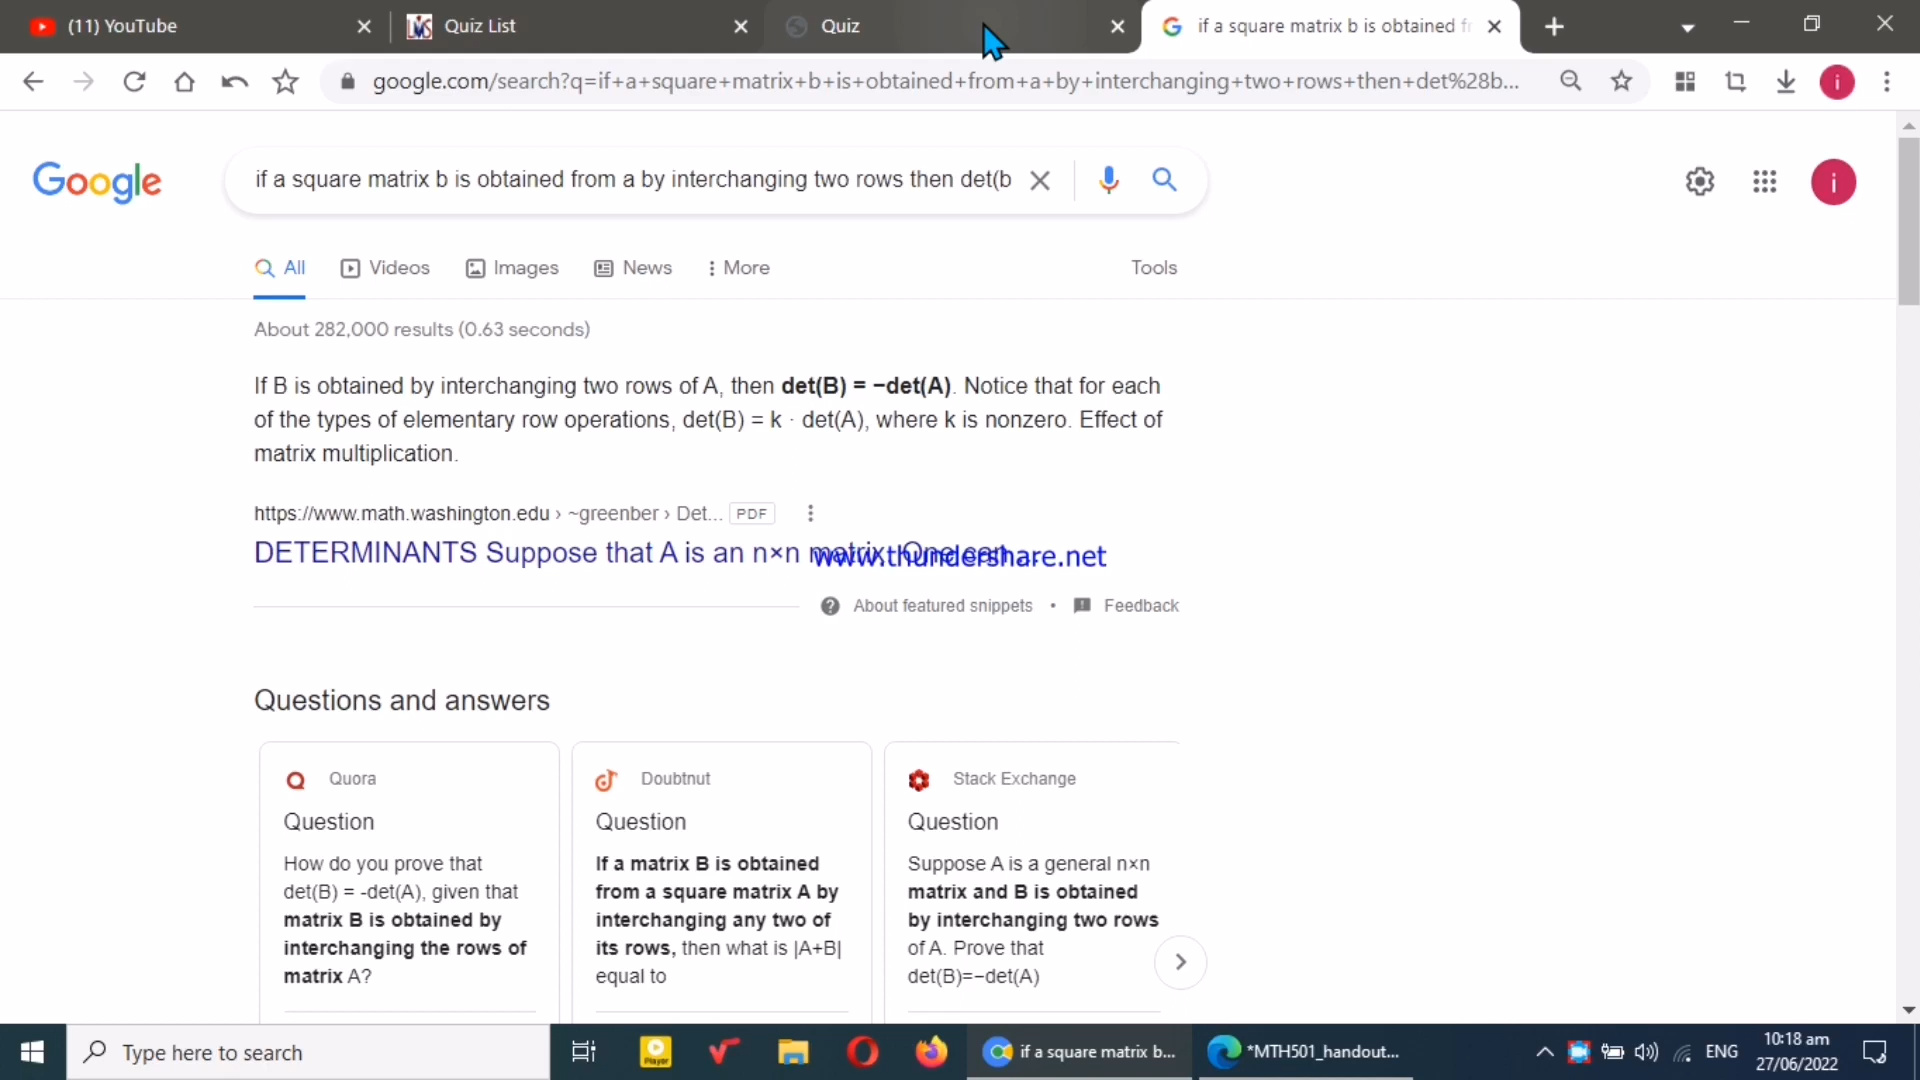 (11) YouTube
Quiz List
Quiz
if a square matrix b is obtained f
google.com/search?q=if+a+square+matrix+b+is+obtained+from+a+by+interchanging+two+rows+then+det%28b...
i
Google
if a square matrix b is obtained from a by interchanging two rows then det(b
i
All
Videos
Images
News
More
Tools
About 282,000 results (0.63 seconds)
If B is obtained by interchanging two rows of A, then det(B) = −det(A). Notice that for each
of the types of elementary row operations, det(B) = k · det(A), where k is nonzero. Effect of
matrix multiplication.
https://www.math.washington.edu › ~greenber › Det... PDF
DETERMINANTS Suppose that A is an n×n matrix. One can
www.thundershare.net
About featured snippets • Feedback
Questions and answers
Quora
Question
How do you prove that
det(B) = -det(A), given that
matrix B is obtained by
interchanging the rows of
matrix A?
Doubtnut
Question
If a matrix B is obtained
from a square matrix A by
interchanging any two of
its rows, then what is |A+B|
equal to
Stack Exchange
Question
Suppose A is a general n×n
matrix and B is obtained
by interchanging two rows
of A. Prove that
det(B)=−det(A)
Type here to search
Player
if a square matrix b...
*MTH501_handout...
ENG
10:18 am
27/06/2022